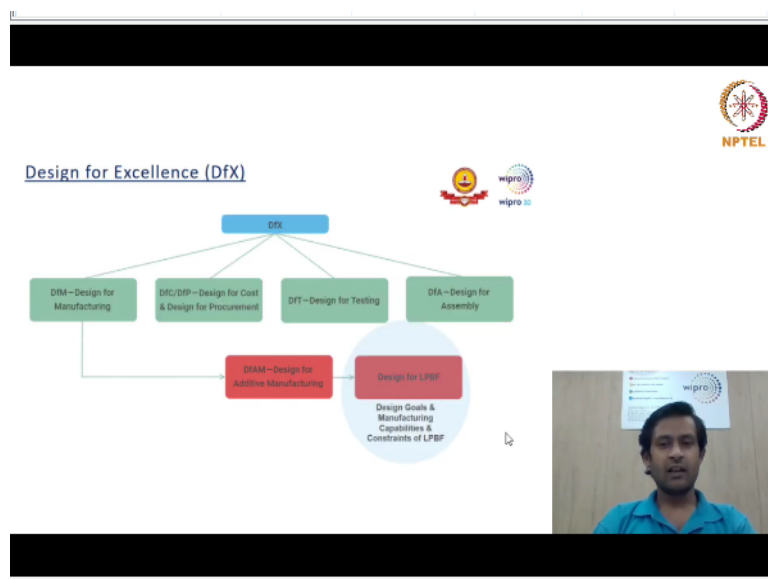 NPTEL
Design for Excellence (DfX)
wipro
wipro 3D
DfX
DfM—Design for
Manufacturing
DfC/DfP—Design for Cost
& Design for Procurement
DfT—Design for Testing
DfA—Design for
Assembly
DfAM—Design for
Additive Manufacturing
Design for LPBF
Design Goals &
Manufacturing
Capabilities &
Constraints of LPBF
wipro